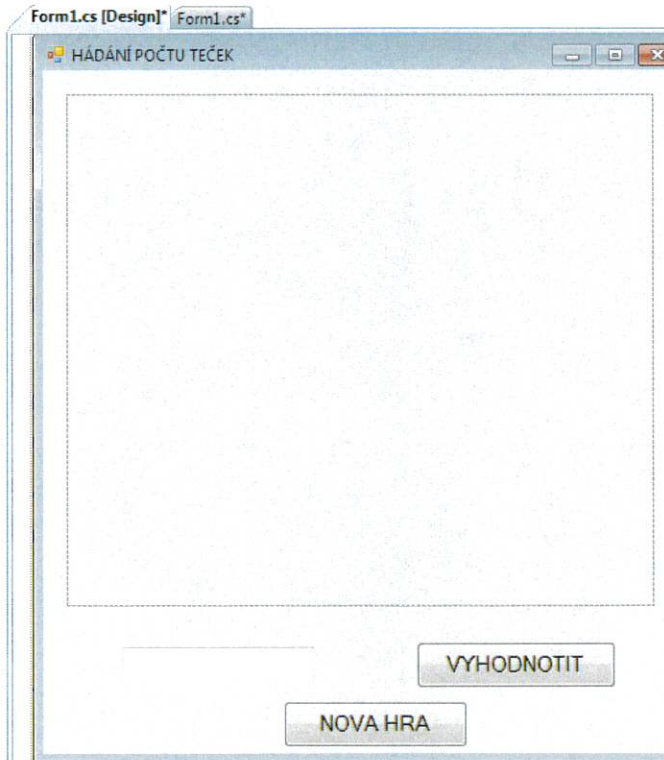 Form1.cs [Design]* Form1.cs*
HÁDÁNÍ POČTU TEČEK
VYHODNOTIT
NOVA HRA